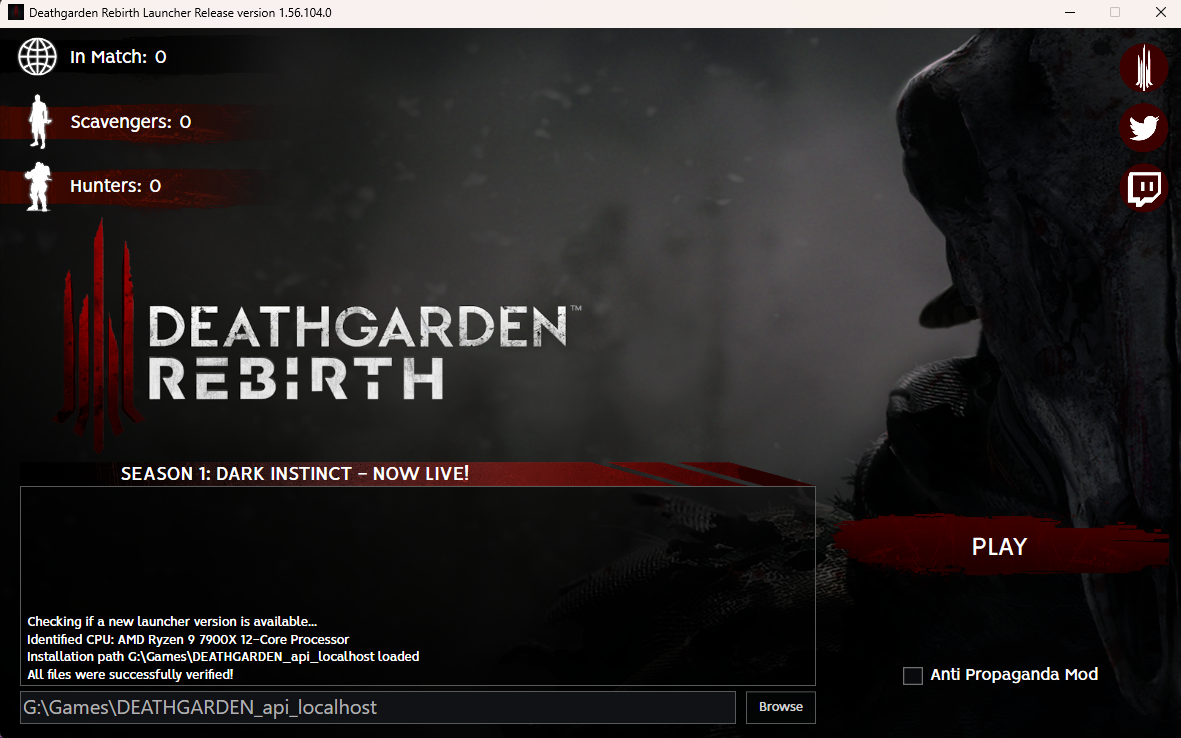 Deathgarden Rebirth Launcher Release version 1.56.104.0
In Match: 0
Scavengers: 0
Hunters: 0
DEATHGARDEN™
REBIRTH
SEASON 1: DARK INSTINCT – NOW LIVE!
Checking if a new launcher version is available...
Identified CPU: AMD Ryzen 9 7900X 12-Core Processor
Installation path G:\Games\DEATHGARDEN_api_localhost loaded
All files were successfully verified!
G:\Games\DEATHGARDEN_api_localhost
Browse
PLAY
Anti Propaganda Mod